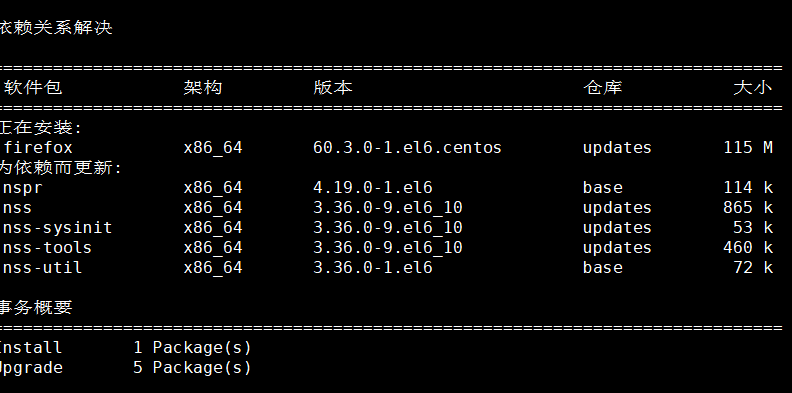 依赖关系解决
================================================================================
软件包 架构 版本 仓库 大小
================================================================================
正在安装:
firefox x86_64 60.3.0-1.el6.centos updates 115 M
为依赖而更新:
nspr x86_64 4.19.0-1.el6 base 114 k
nss x86_64 3.36.0-9.el6_10 updates 865 k
nss-sysinit x86_64 3.36.0-9.el6_10 updates 53 k
nss-tools x86_64 3.36.0-9.el6_10 updates 460 k
nss-util x86_64 3.36.0-1.el6 base 72 k
事务概要
================================================================================
Install 1 Package(s)
Upgrade 5 Package(s)